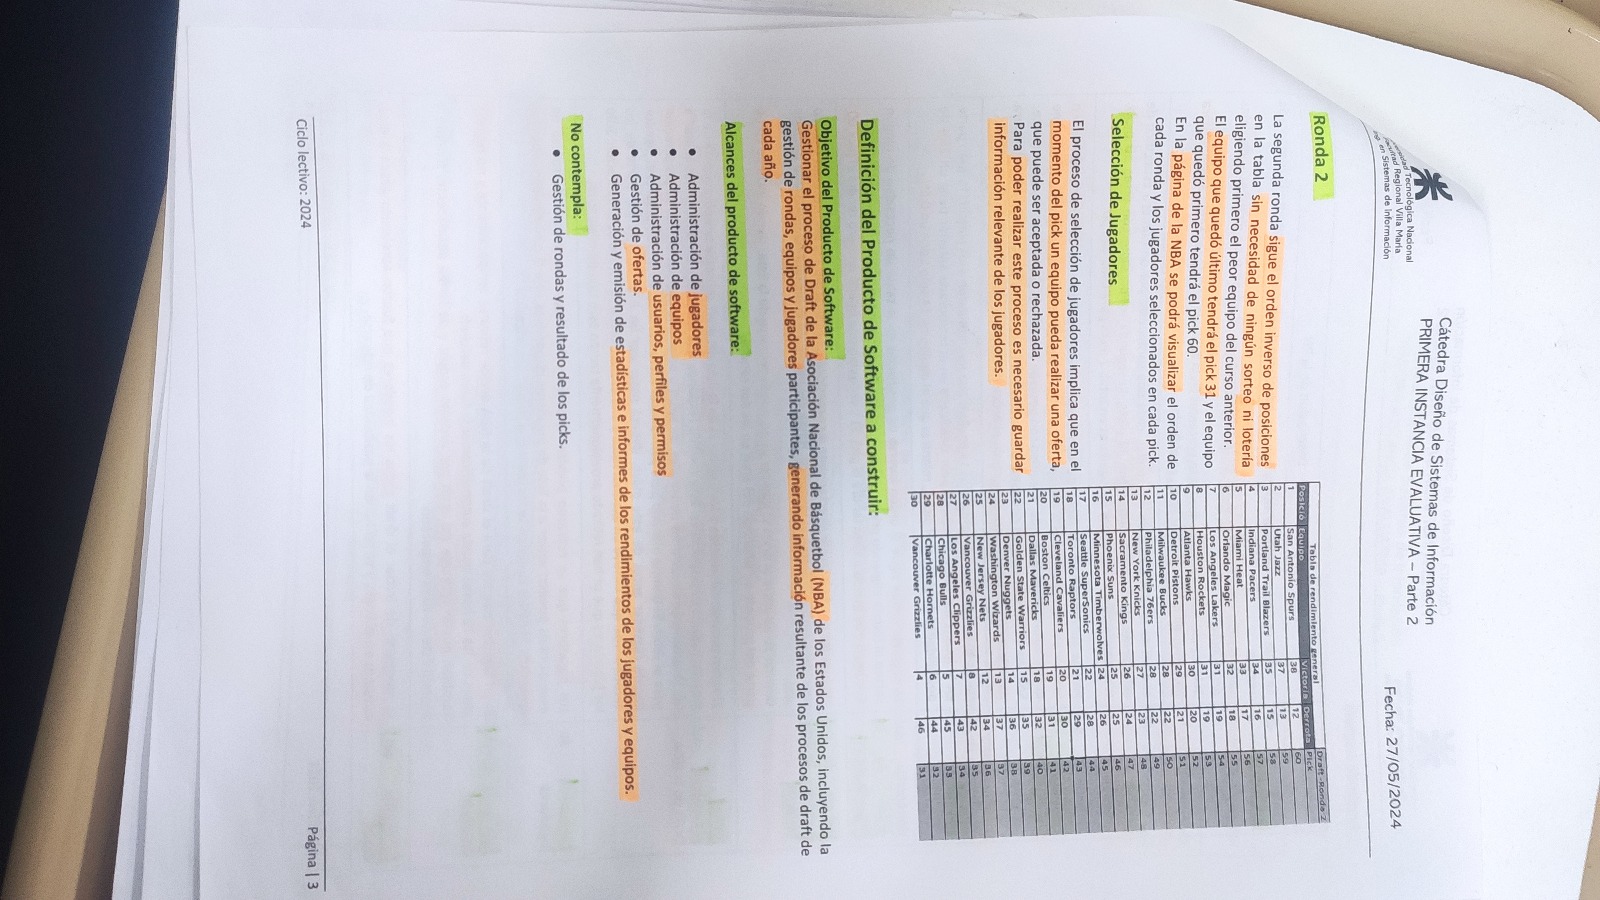 Tecnológica Nacional
Facultad Regional Villa María
Ing. en Sistemas de Información
Cátedra Diseño de Sistemas de Información
PRIMERA INSTANCIA EVALUATIVA – Parte 2
Fecha: 27/05/2024
Ronda 2
La segunda ronda sigue el orden inverso de posiciones
en la tabla sin necesidad de ningún sorteo ni lotería
eligiendo primero el peor equipo del curso anterior.
El equipo que quedó último tendrá el pick 31 y el equipo
que quedó primero tendrá el pick 60.
En la página de la NBA se podrá visualizar el orden de
cada ronda y los jugadores seleccionados en cada pick.
Selección de Jugadores
El proceso de selección de jugadores implica que en el
momento del pick un equipo pueda realizar una oferta,
que puede ser aceptada o rechazada.
Para poder realizar este proceso es necesario guardar
información relevante de los jugadores.
Tabla de rendimiento general Draft -Ronda 2
Posicio Equipo Victoria Derrota Pick
1 San Antonio Spurs 38 12 60
2 Utah Jazz 37 13 59
3 Portland Trail Blazers 35 15 58
4 Indiana Pacers 34 16 57
5 Miami Heat 33 17 56
6 Orlando Magic 32 18 55
7 Los Angeles Lakers 31 19 54
8 Houston Rockets 31 19 53
9 Atlanta Hawks 30 20 52
10 Detroit Pistons 29 21 51
11 Milwaukee Bucks 28 22 50
12 Philadelphia 76ers 28 22 49
13 New York Knicks 27 23 48
14 Sacramento Kings 26 24 47
15 Phoenix Suns 25 25 46
16 Minnesota Timberwolves 24 26 45
17 Seattle SuperSonics 22 28 44
18 Toronto Raptors 21 29 43
19 Cleveland Cavaliers 20 30 42
20 Boston Celtics 19 31 41
21 Dallas Mavericks 18 32 40
22 Golden State Warriors 15 35 39
23 Denver Nuggets 14 36 38
24 Washington Wizards 13 37 37
25 New Jersey Nets 12 34 36
26 Vancouver Grizzlies 8 42 35
27 Los Angeles Clippers 7 43 34
28 Chicago Bulls 5 45 33
29 Charlotte Hornets 6 44 32
30 Vancouver Grizzlies 4 46 31
Definición del Producto de Software a construir:
Objetivo del Producto de Software:
Gestionar el proceso de Draft de la Asociación Nacional de Básquetbol (NBA) de los Estados Unidos, incluyendo la
gestión de rondas, equipos y jugadores participantes, generando información resultante de los procesos de draft de
cada año.
Alcances del producto de software:
● Administración de jugadores
● Administración de equipos
● Administración de usuarios, perfiles y permisos
● Gestión de ofertas.
● Generación y emisión de estadísticas e informes de los rendimientos de los jugadores y equipos.
No contempla:
● Gestión de rondas y resultado de los picks.
Ciclo lectivo: 2024
Página | 3